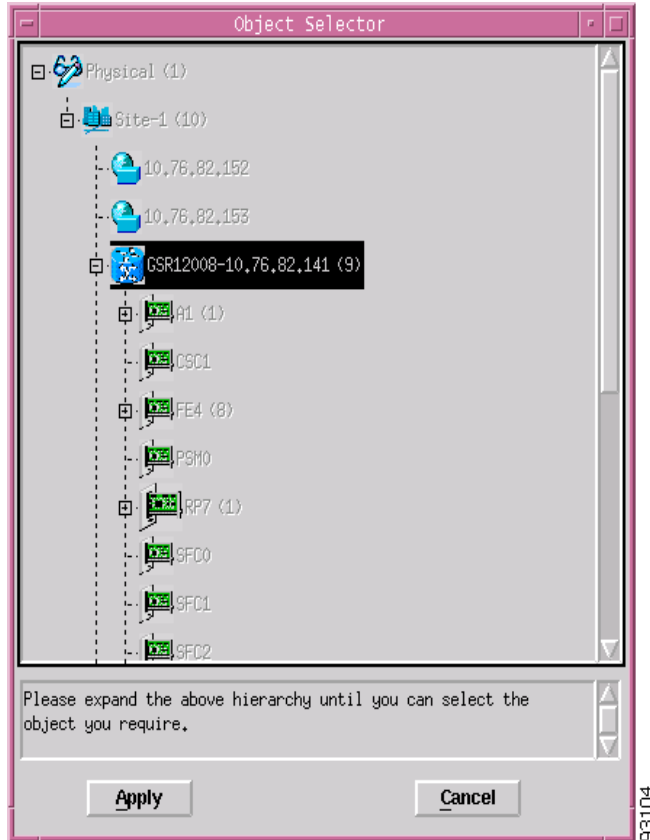 Object Selector
Physical (1)
Site-1 (10)
10.76.82.152
10.76.82.153
GSR12008-10.76.82.141 (9)
A1 (1)
CSC1
FE4 (8)
PSM0
RP7 (1)
SFC0
SFC1
SFC2
Please expand the above hierarchy until you can select the
object you require.
Apply
Cancel
93104